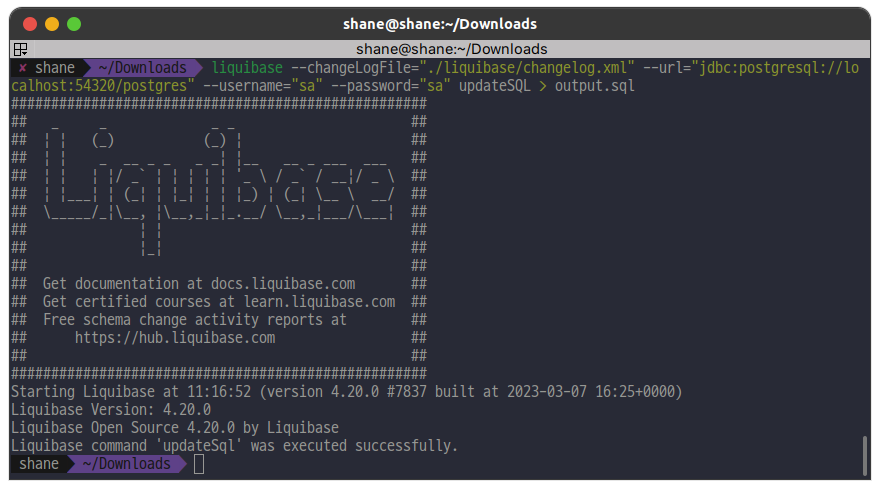 shane@shane:~/Downloads
shane@shane:~/Downloads
✘ shane ~/Downloads liquibase --changeLogFile="./liquibase/changelog.xml" --url="jdbc:postgresql://lo
calhost:54320/postgres" --username="sa" --password="sa" updateSQL > output.sql
####################################################
##   _     _             _ _                      ##
##  | |   (_)           (_) |                     ##
##  | |    _  __ _ _   _ _| |__   __ _ ___  ___   ##
##  | |   | |/ _` | | | | | '_ \ / _` / __|/ _ \  ##
##  | |___| | (_| | |_| | | |_) | (_| \__ \  __/  ##
##  \_____/_|\__, |\__,_|_|_.__/ \__,_|___/\___|  ##
##              | |                               ##
##              |_|                               ##
##                                                ##
##  Get documentation at docs.liquibase.com       ##
##  Get certified courses at learn.liquibase.com  ##
##  Free schema change activity reports at        ##
##      https://hub.liquibase.com                 ##
##                                                ##
####################################################
Starting Liquibase at 11:16:52 (version 4.20.0 #7837 built at 2023-03-07 16:25+0000)
Liquibase Version: 4.20.0
Liquibase Open Source 4.20.0 by Liquibase
Liquibase command 'updateSql' was executed successfully.
shane ~/Downloads